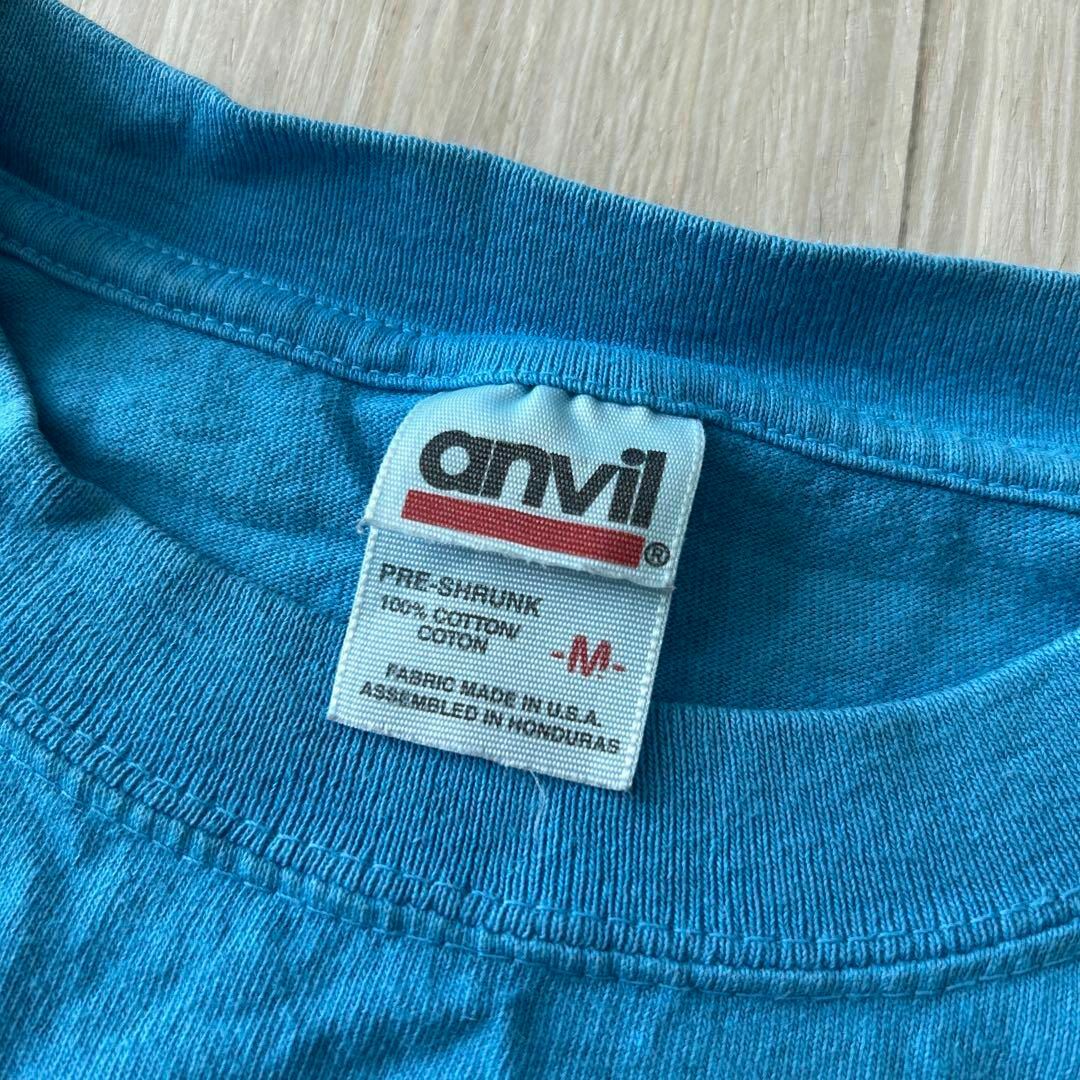 anvil®
PRE-SHRUNK
100% COTTON/
COTON
-M-
FABRIC MADE IN U.S.A.
ASSEMBLED IN HONDURAS